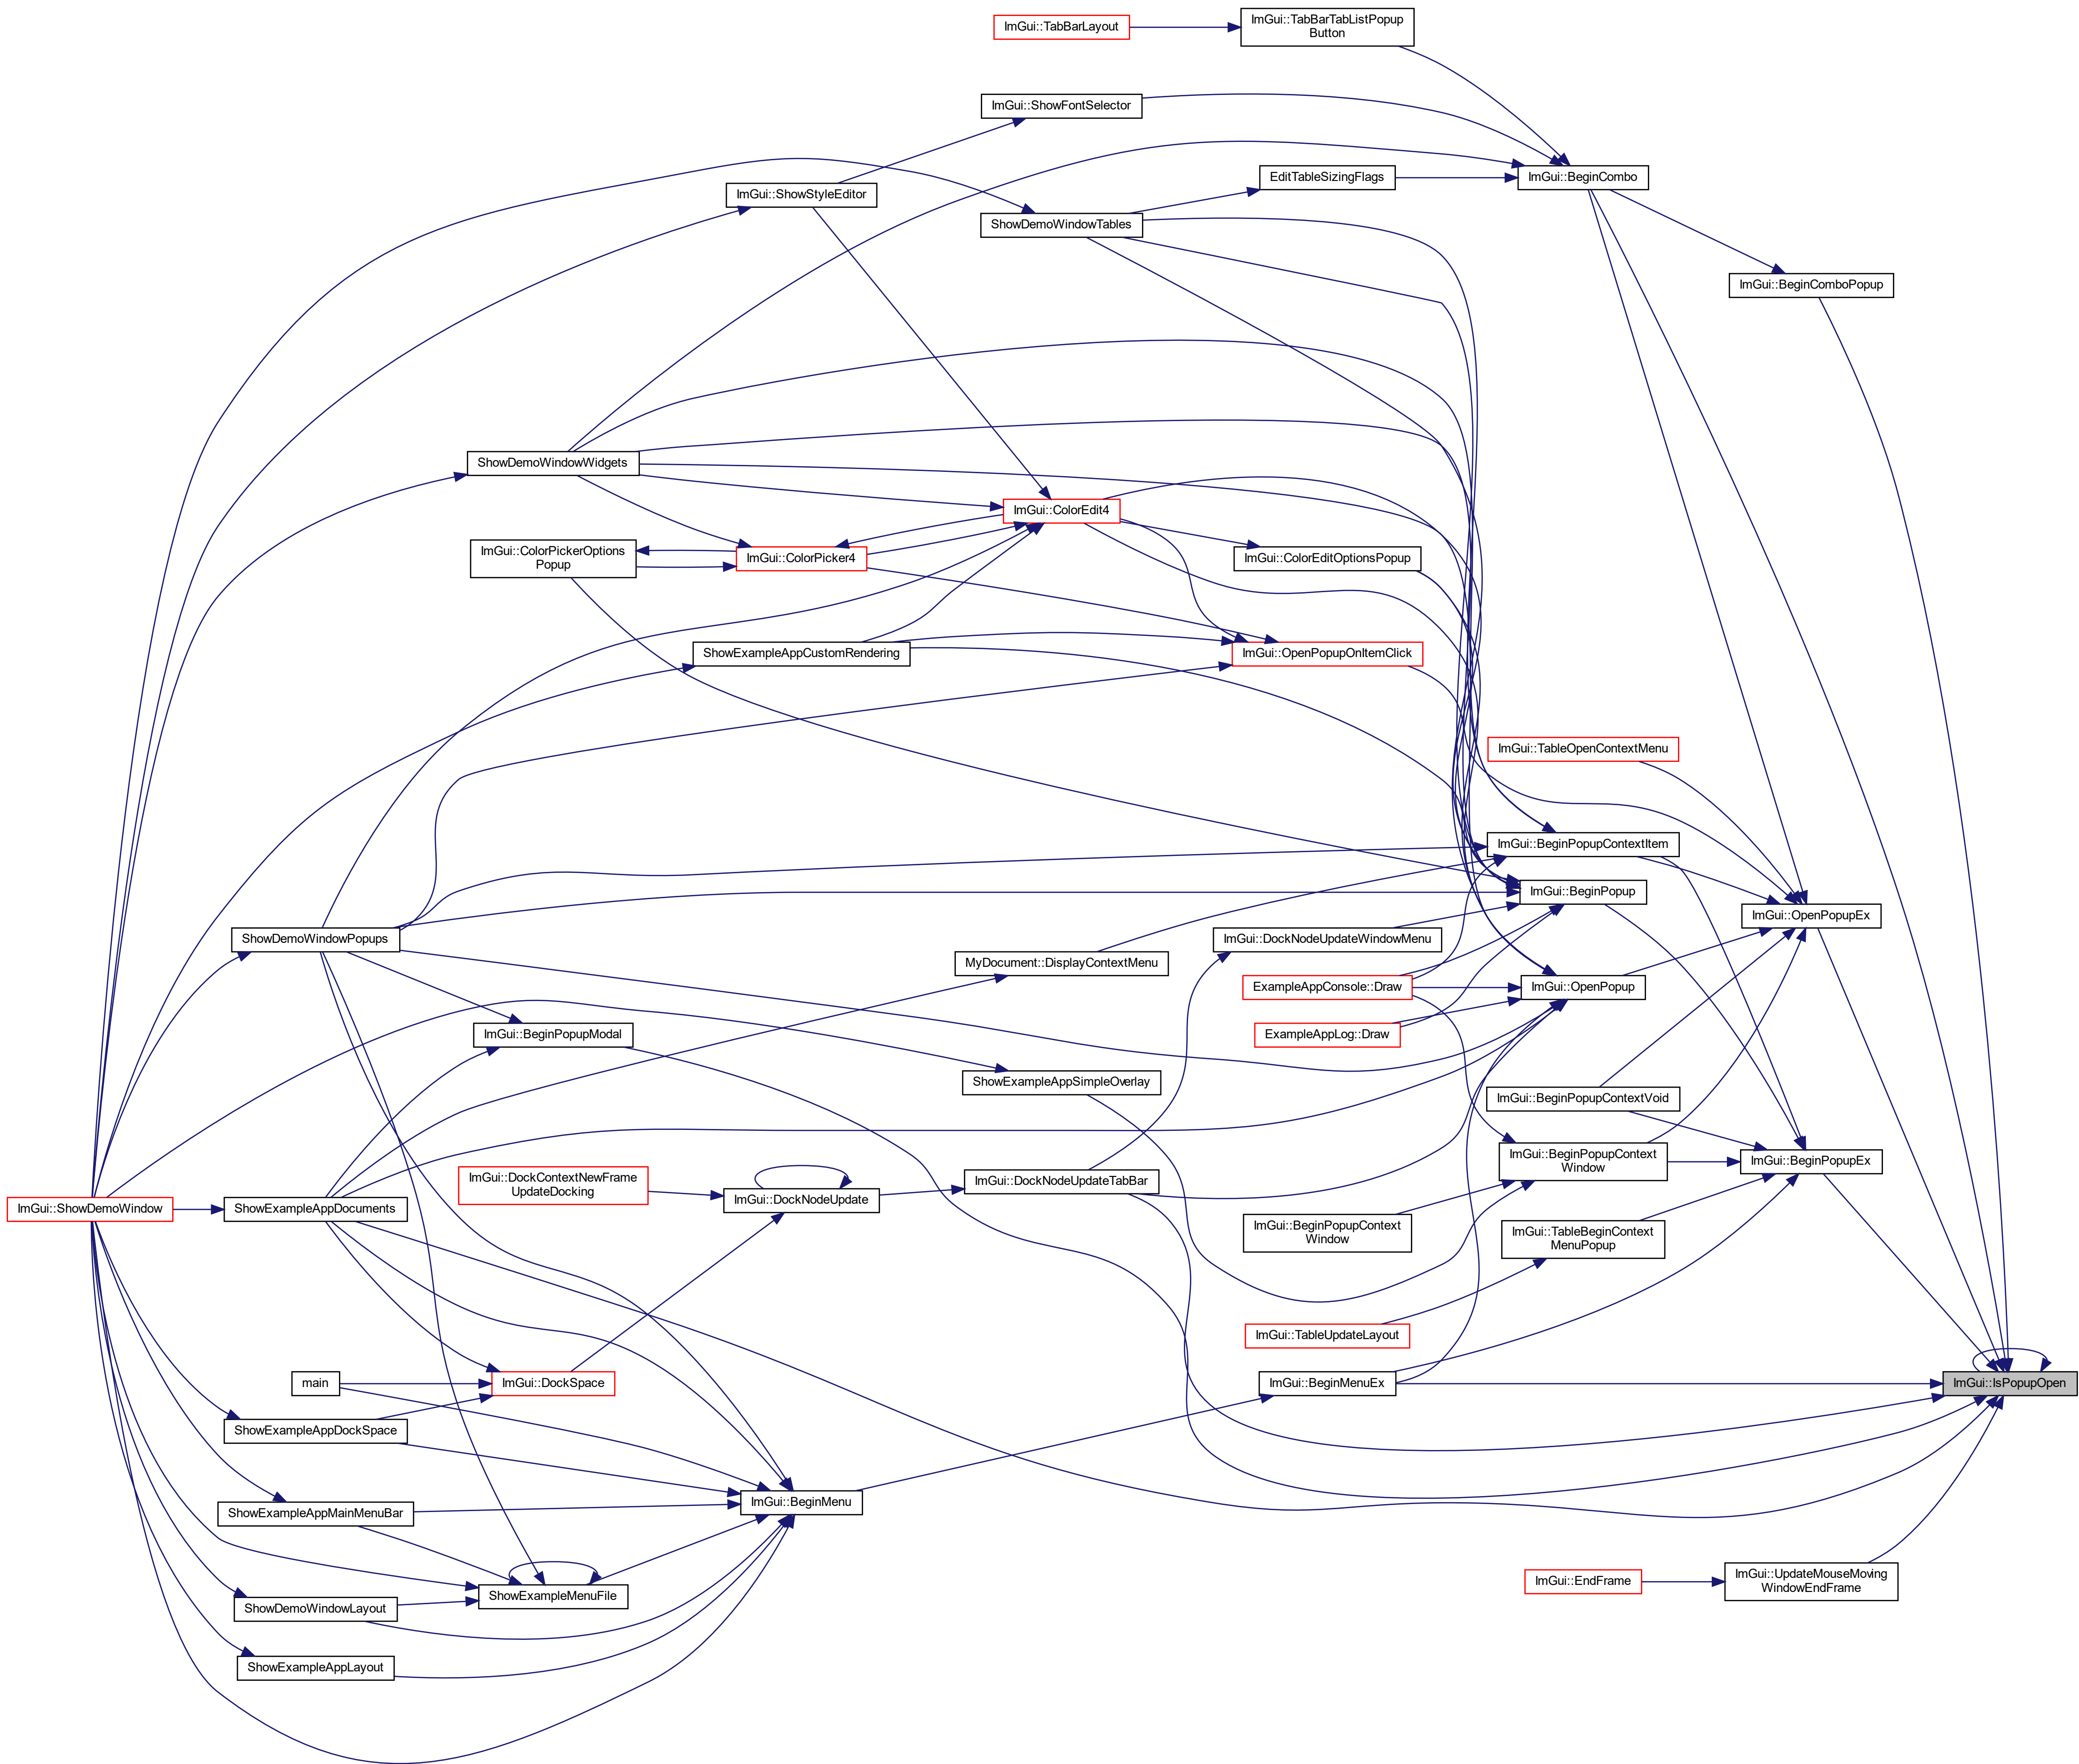 ImGui::TabBarLayout
ImGui::TabBarTabListPopup
Button
ImGui::ShowFontSelector
ImGui::ShowStyleEditor
EditTableSizingFlags
ImGui::BeginCombo
ShowDemoWindowTables
ImGui::BeginComboPopup
ShowDemoWindowWidgets
ImGui::ColorEdit4
ImGui::ColorPickerOptions
Popup
ImGui::ColorPicker4
ImGui::ColorEditOptionsPopup
ShowExampleAppCustomRendering
ImGui::OpenPopupOnItemClick
ImGui::TableOpenContextMenu
ImGui::BeginPopupContextItem
ImGui::BeginPopup
ImGui::OpenPopupEx
ShowDemoWindowPopups
ImGui::DockNodeUpdateWindowMenu
MyDocument::DisplayContextMenu
ExampleAppConsole::Draw
ImGui::OpenPopup
ImGui::BeginPopupModal
ExampleAppLog::Draw
ShowExampleAppSimpleOverlay
ImGui::BeginPopupContextVoid
ImGui::BeginPopupContext
Window
ImGui::BeginPopupEx
ImGui::DockContextNewFrame
UpdateDocking
ImGui::DockNodeUpdate
ImGui::DockNodeUpdateTabBar
ImGui::ShowDemoWindow
ShowExampleAppDocuments
ImGui::BeginPopupContext
Window
ImGui::TableBeginContext
MenuPopup
ImGui::TableUpdateLayout
main
ImGui::DockSpace
ImGui::BeginMenuEx
ImGui::IsPopupOpen
ShowExampleAppDockSpace
ShowExampleAppMainMenuBar
ImGui::BeginMenu
ShowExampleMenuFile
ImGui::EndFrame
ImGui::UpdateMouseMoving
WindowEndFrame
ShowDemoWindowLayout
ShowExampleAppLayout